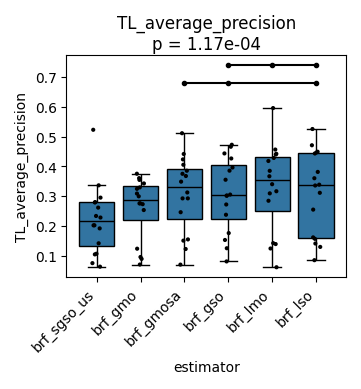 TL_average_precision
p = 1.17e-04
TL_average_precision
0.7
0.6
0.5
0.4
0.3
0.2
0.1
brf_sgso_us
brf_gmo
brf_gmosa
brf_gso
brf_lmo
brf_lso
estimator